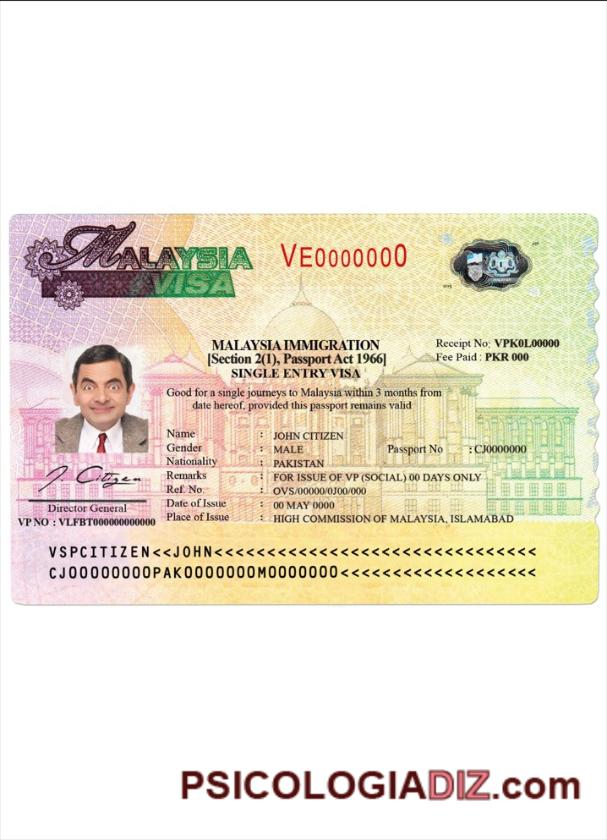 MALAYSIA
VISA
VE0000000
MALAYSIA IMMIGRATION
[Section 2(1), Passport Act 1966]
SINGLE ENTRY VISA
Receipt No: VPK0L00000
Fee Paid : PKR 000
Good for a single journeys to Malaysia within 3 months from
date hereof, provided this passport remains valid
Name : JOHN CITIZEN
Gender : MALE Passport No : CJ0000000
Nationality : PAKISTAN
Remarks : FOR ISSUE OF VP (SOCIAL) 00 DAYS ONLY
Ref. No. : OVS/00000/0J00/000
Date of Issue : 00 MAY 0000
Place of Issue : HIGH COMMISSION OF MALAYSIA, ISLAMABAD
J. Citizen
Director General
VP NO : VLFBT000000000000
VSPCITIZEN<<JOHN<<<<<<<<<<<<<<<<<<<<<<<<<<<<<<<<
CJ00000000PAK0000000M0000000<<<<<<<<<<<<<<<<<<<
PSICOLOGIADIZ.com